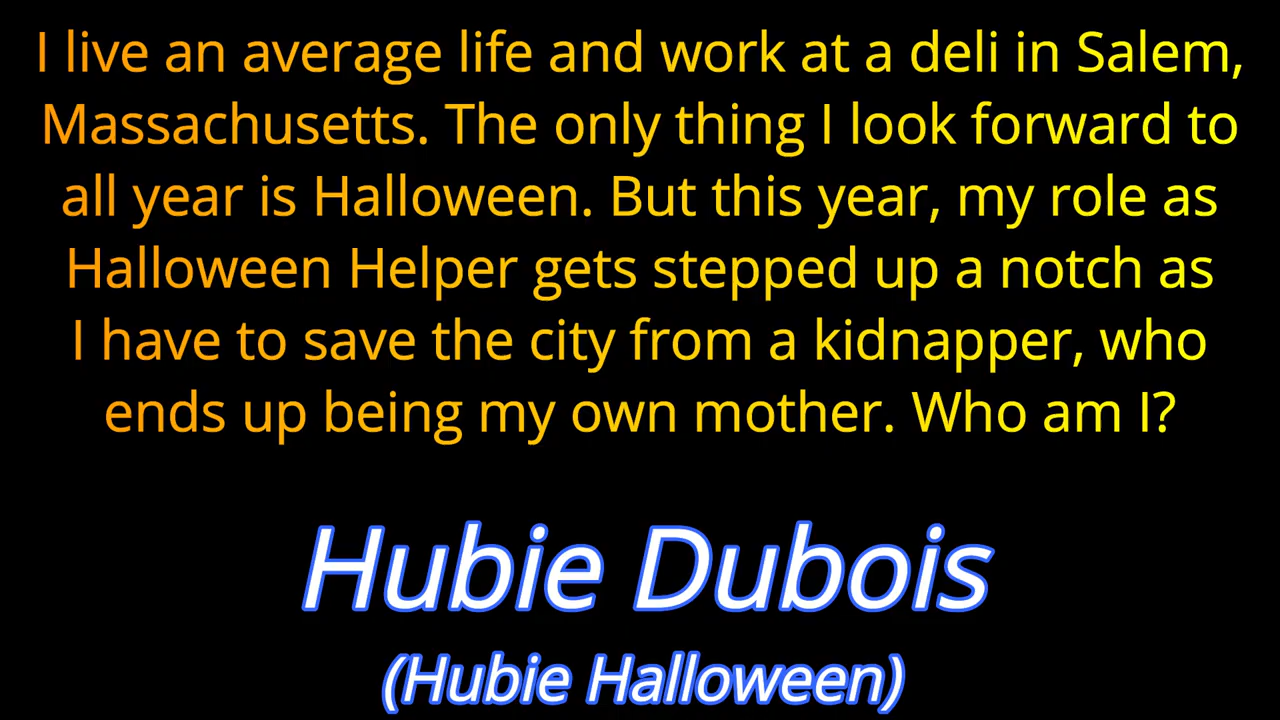 I live an average life and work at a deli in Salem,
Massachusetts. The only thing I look forward to
all year is Halloween. But this year, my role as
Halloween Helper gets stepped up a notch as
I have to save the city from a kidnapper, who
ends up being my own mother. Who am I?
Hubie Dubois
(Hubie Halloween)